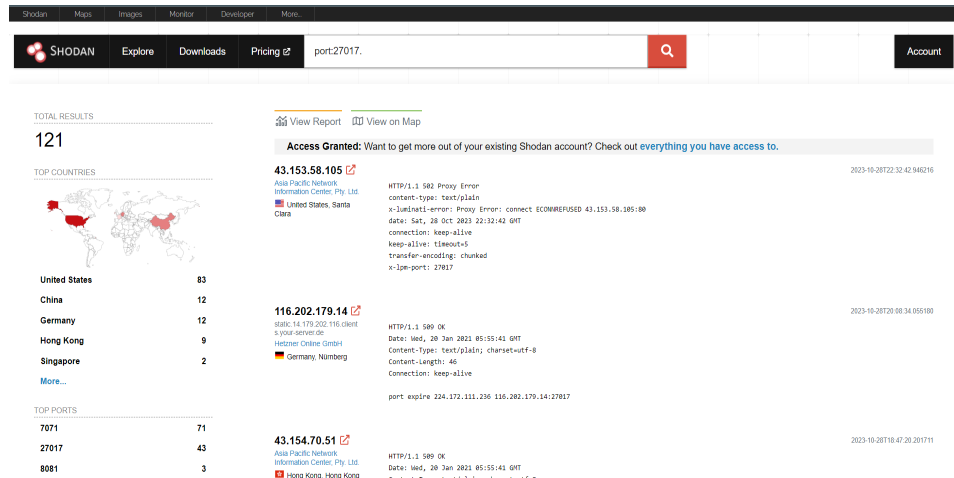 Shodan Maps Images Monitor Developer More...
SHODAN Explore Downloads Pricing port:27017. Account
TOTAL RESULTS
121
TOP COUNTRIES
United States 83
China 12
Germany 12
Hong Kong 9
Singapore 2
More...
TOP PORTS
7071 71
27017 43
8081 3
View Report View on Map
Access Granted: Want to get more out of your existing Shodan account? Check out everything you have access to.
43.153.58.105
2023-10-28T22:32:42.946216
Asia Pacific Network
Information Center, Pty. Ltd.
United States, Santa
Clara
HTTP/1.1 502 Proxy Error
content-type: text/plain
x-luminati-error: Proxy Error: connect ECONNREFUSED 43.153.58.105:80
date: Sat, 28 Oct 2023 22:32:42 GMT
connection: keep-alive
keep-alive: timeout=5
transfer-encoding: chunked
x-lpm-port: 27017
116.202.179.14
2023-10-28T20:08:34.055180
static.14.179.202.116.client
s.your-server.de
Hetzner Online GmbH
Germany, Nürnberg
HTTP/1.1 509 OK
Date: Wed, 20 Jan 2021 05:55:41 GMT
Content-Type: text/plain; charset=utf-8
Content-Length: 46
Connection: keep-alive
port expire 224.172.111.236 116.202.179.14:27017
43.154.70.51
2023-10-28T18:47:20.201711
Asia Pacific Network
Information Center, Pty. Ltd.
Hong Kong, Hong Kong
HTTP/1.1 509 OK
Date: Wed, 20 Jan 2021 05:55:41 GMT